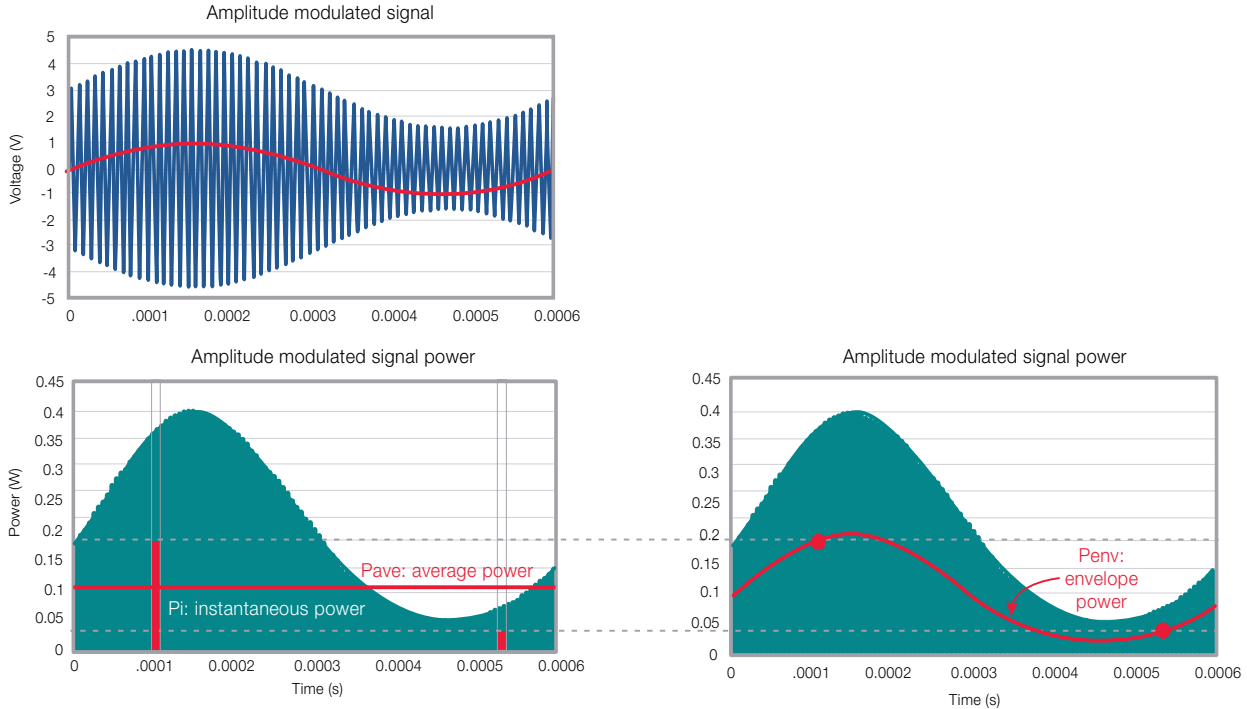 Amplitude modulated signal
5
4
3
2
1
0
-1
-2
-3
-4
-5
Voltage (V)
0 .0001 0.0002 0.0003 0.0004 0.0005 0.0006
Amplitude modulated signal power
0.45
0.4
0.35
0.3
0.25
0.2
0.15
0.1
0.05
0
Power (W)
Pave: average power
Pi: instantaneous power
0 .0001 0.0002 0.0003 0.0004 0.0005 0.0006
Time (s)
Amplitude modulated signal power
0.45
0.4
0.35
0.3
0.25
0.2
0.15
0.1
0.05
0
Penv:
envelope
power
0 .0001 0.0002 0.0003 0.0004 0.0005 0.0006
Time (s)